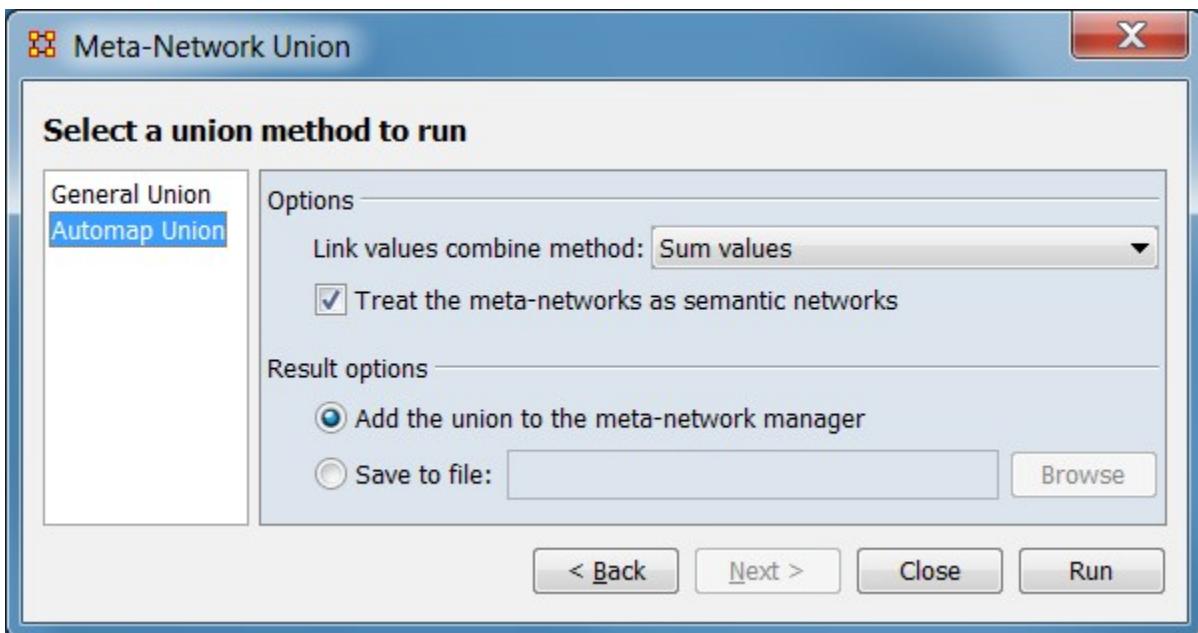 Meta-Network Union
X
Select a union method to run
General Union
Automap Union
Options
Link values combine method: Sum values
Treat the meta-networks as semantic networks
Result options
Add the union to the meta-network manager
Save to file: Browse
< Back Next > Close Run